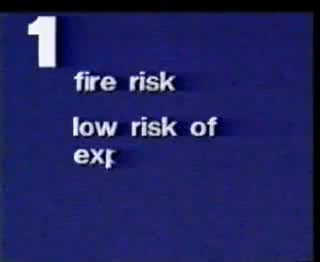 1
fire risk
low risk of
exp